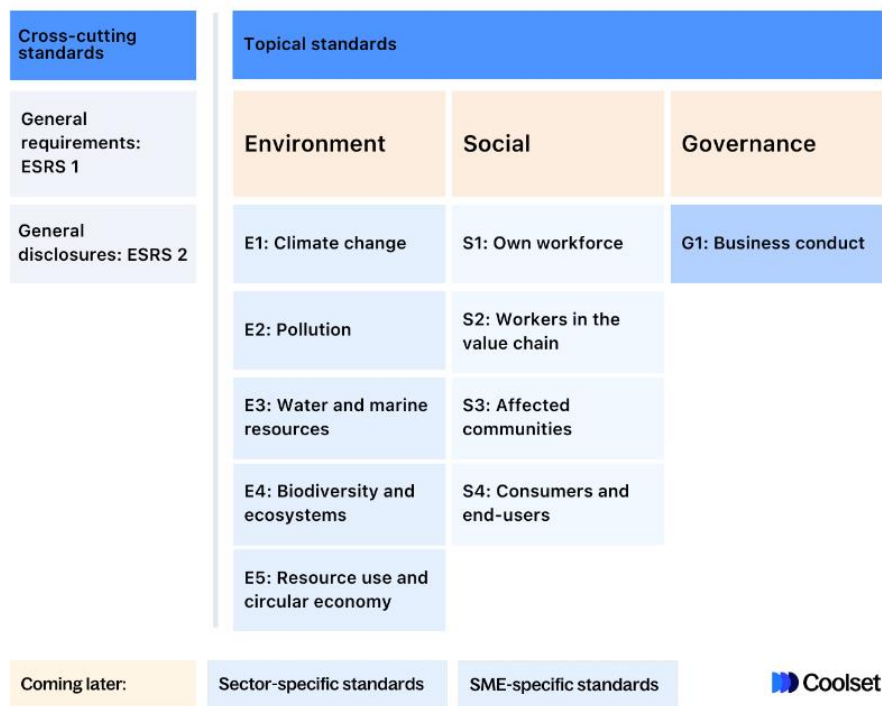 Cross-cutting
standards
Topical standards
General
requirements:
ESRS 1
Environment
Social
Governance
General
disclosures: ESRS 2
E1: Climate change
S1: Own workforce
G1: Business conduct
E2: Pollution
S2: Workers in the
value chain
E3: Water and marine
resources
S3: Affected
communities
E4: Biodiversity and
ecosystems
S4: Consumers and
end-users
E5: Resource use and
circular economy
Coming later:
Sector-specific standards
SME-specific standards
Coolset